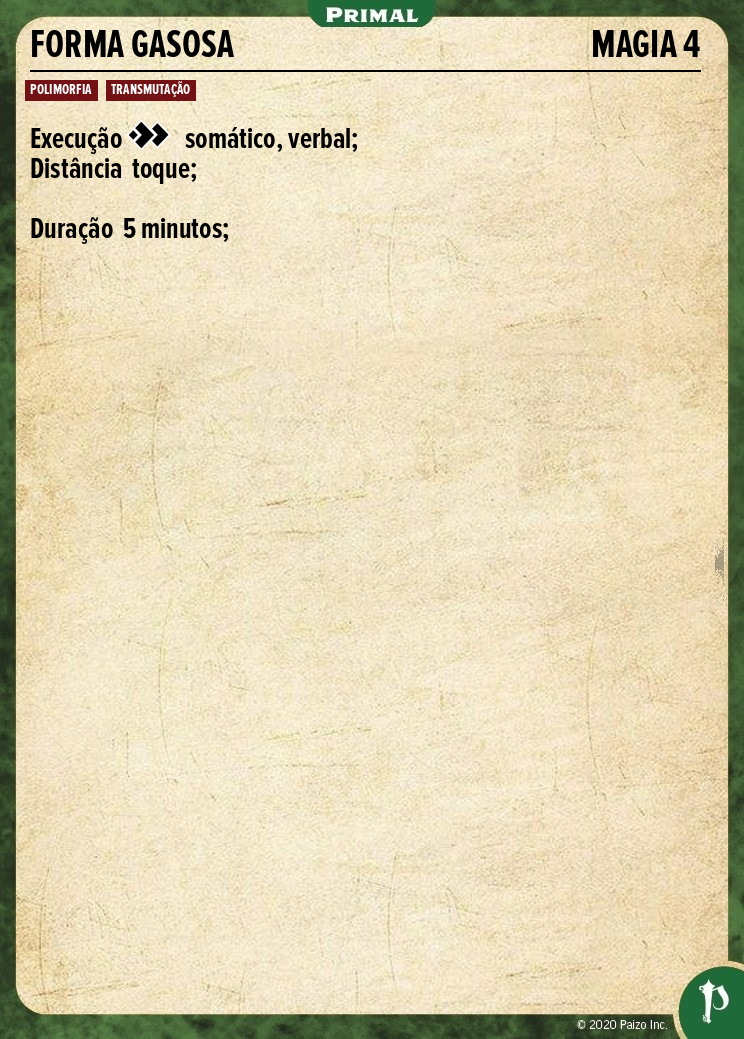 PRIMAL
FORMA GASOSA MAGIA 4
POLIMORFIA TRANSMUTAÇÃO
Execução somático, verbal;
Distância toque;
Duração 5 minutos;
© 2020 Paizo Inc.